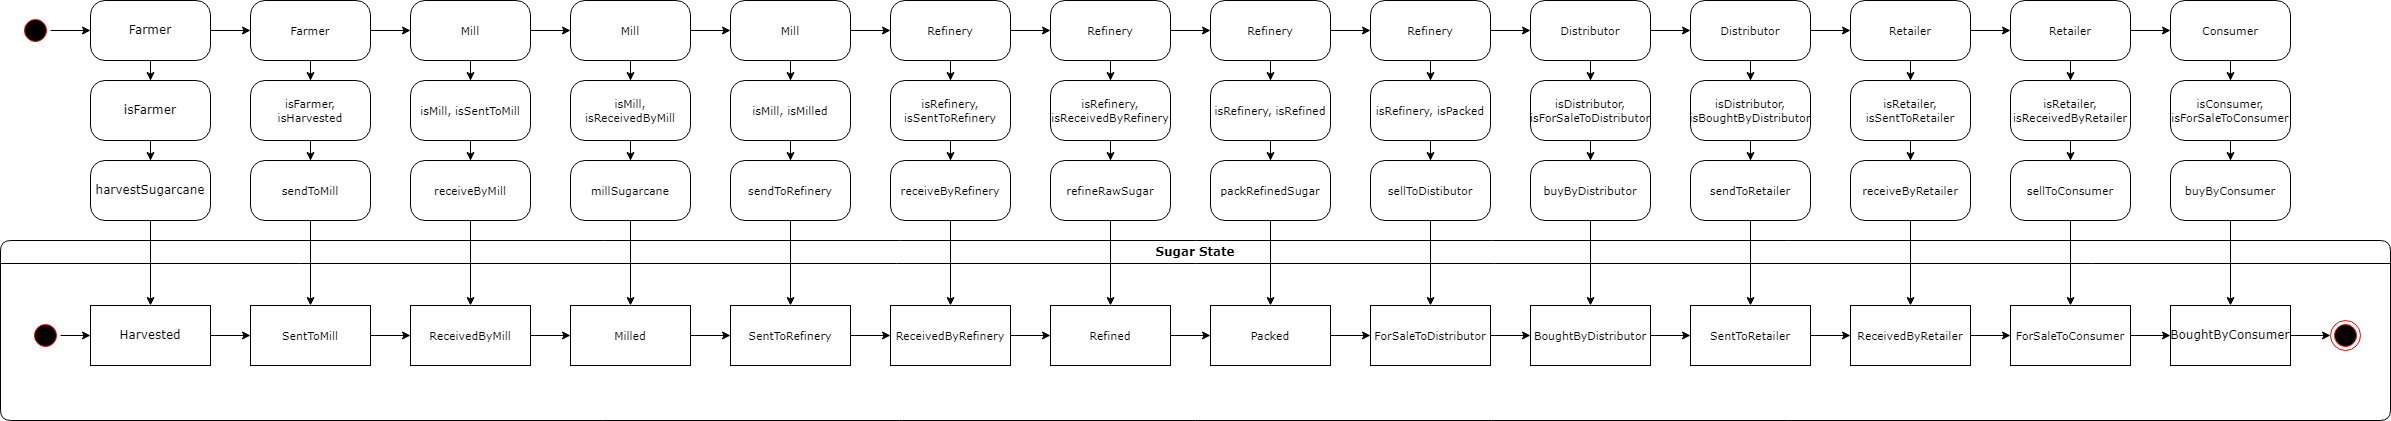 Farmer
Farmer
Mill
Mill
Mill
Refinery
Refinery
Refinery
Refinery
Distributor
Distributor
Retailer
Retailer
Consumer
isFarmer
isFarmer,
isHarvested
isMill, isSentToMill
isMill,
isReceivedByMill
isMill, isMilled
isRefinery,
isSentToRefinery
isRefinery,
isReceivedByRefinery
isRefinery, isRefined
isRefinery, isPacked
isDistributor,
isForSaleToDistributor
isDistributor,
isBoughtByDistributor
isRetailer,
isSentToRetailer
isRetailer,
isReceivedByRetailer
isConsumer,
isForSaleToConsumer
harvestSugarcane
sendToMill
receiveByMill
millSugarcane
sendToRefinery
receiveByRefinery
refineRawSugar
packRefinedSugar
sellToDistibutor
buyByDistributor
sendToRetailer
receiveByRetailer
sellToConsumer
buyByConsumer
Sugar State
Harvested
SentToMill
ReceivedByMill
Milled
SentToRefinery
ReceivedByRefinery
Refined
Packed
ForSaleToDistributor
BoughtByDistributor
SentToRetailer
ReceivedByRetailer
ForSaleToConsumer
BoughtByConsumer